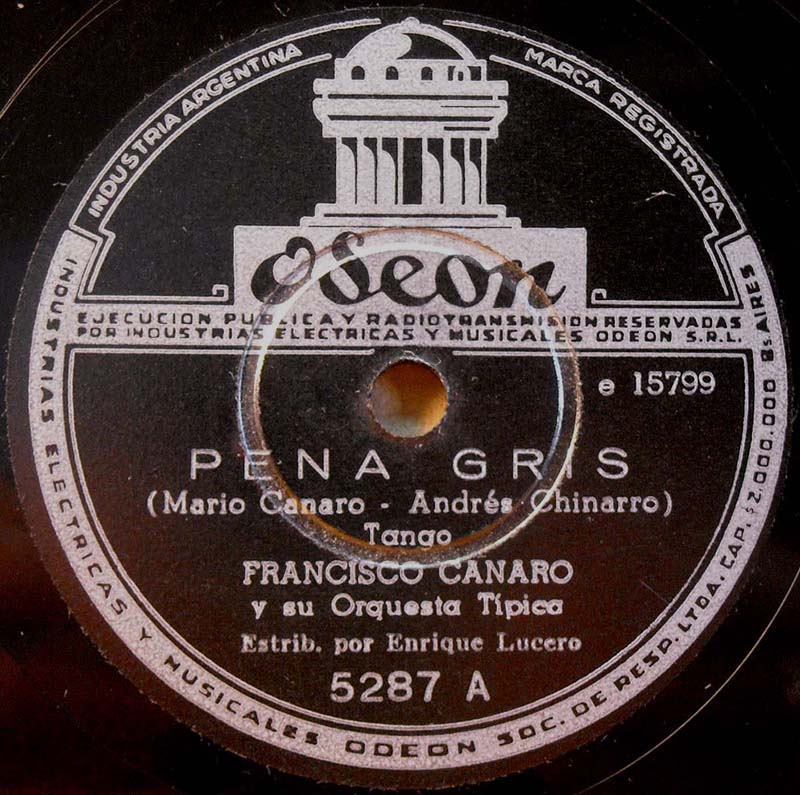 INDUSTRIA ARGENTINA
MARCA REGISTRADA
Odeon
EJECUCION PUBLICA Y RADIOTRANSMISION RESERVADAS
POR INDUSTRIAS ELECTRICAS Y MUSICALES ODEON S.R.L.
e 15799
PENA GRIS
(Mario Canaro - Andrés Chinarro)
Tango
FRANCISCO CANARO
y su Orquesta Típica
Estrib. por Enrique Lucero
5287 A
INDUSTRIAS ELECTRICAS Y MUSICALES ODEON SOC. DE RESP. LTDA. CAP. $2.000.000 Bs AIRES